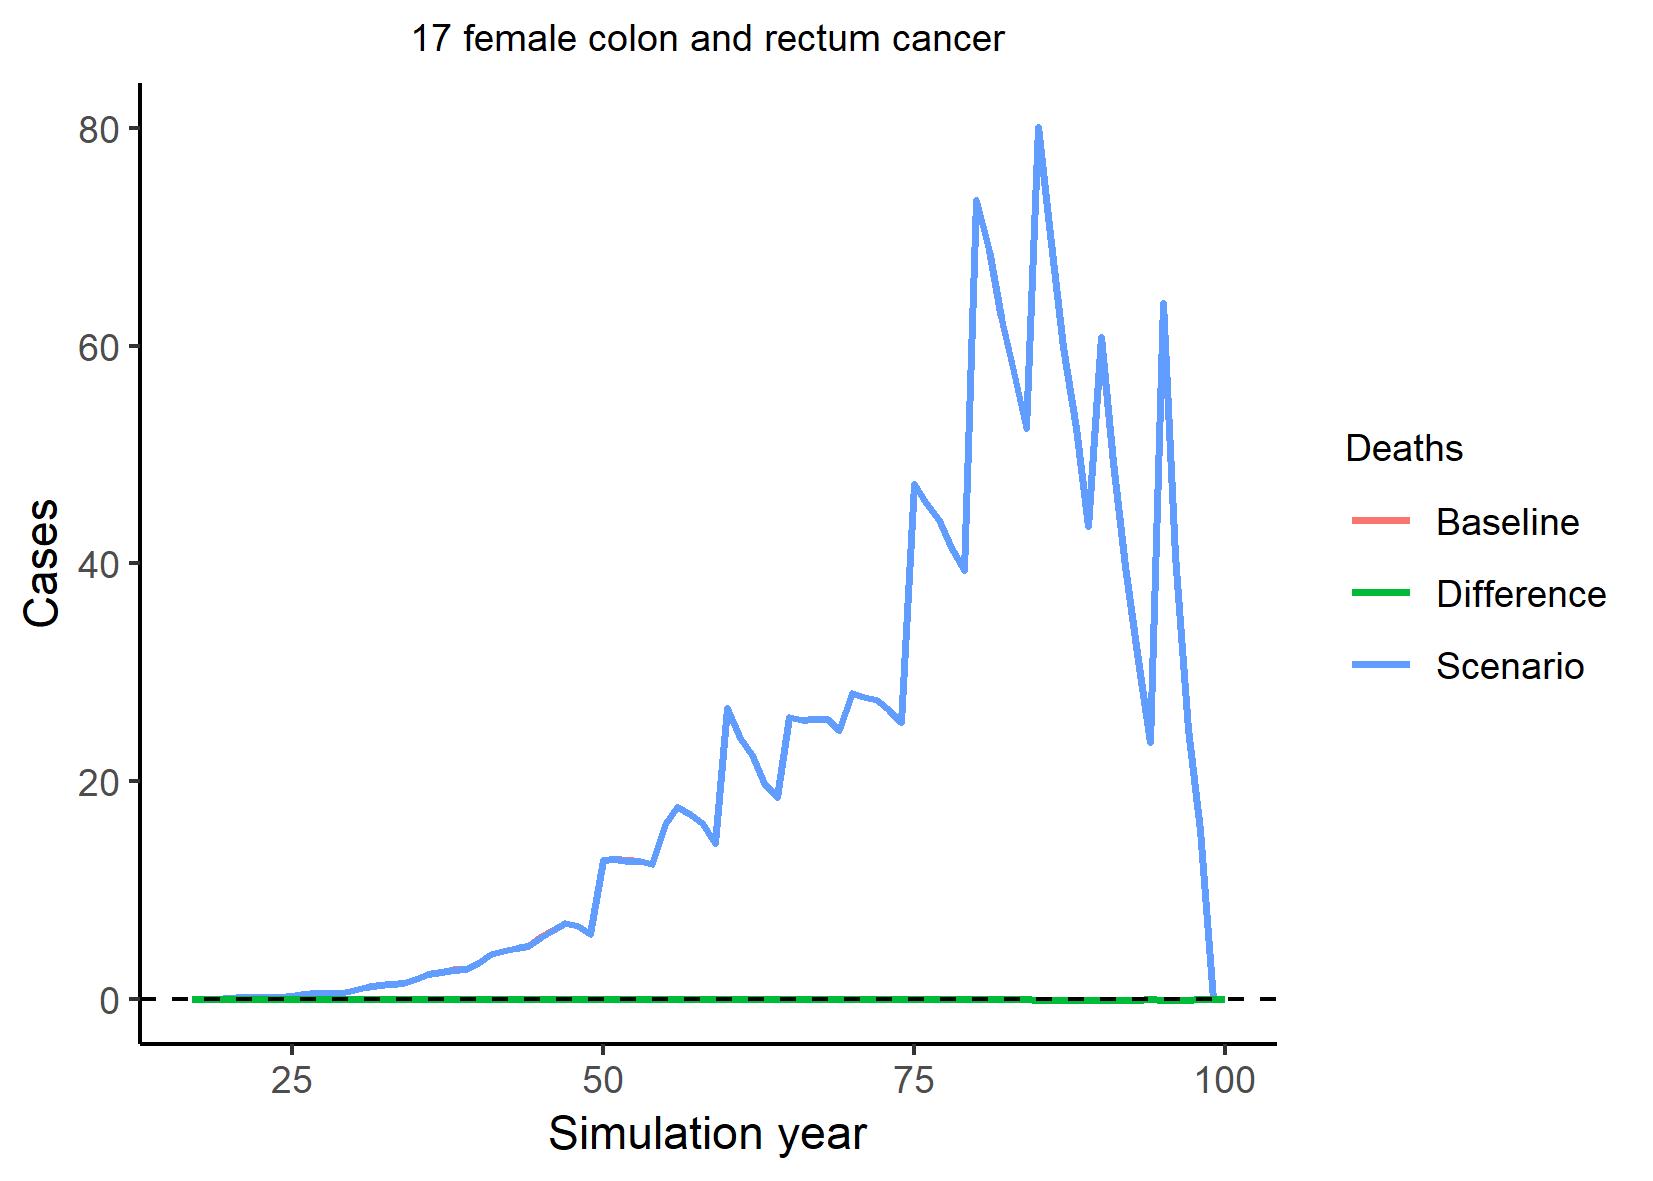 17 female colon and rectum cancer
80
60
40
20
0
Cases
25 50 75 100
Simulation year
Deaths
Baseline
Difference
Scenario